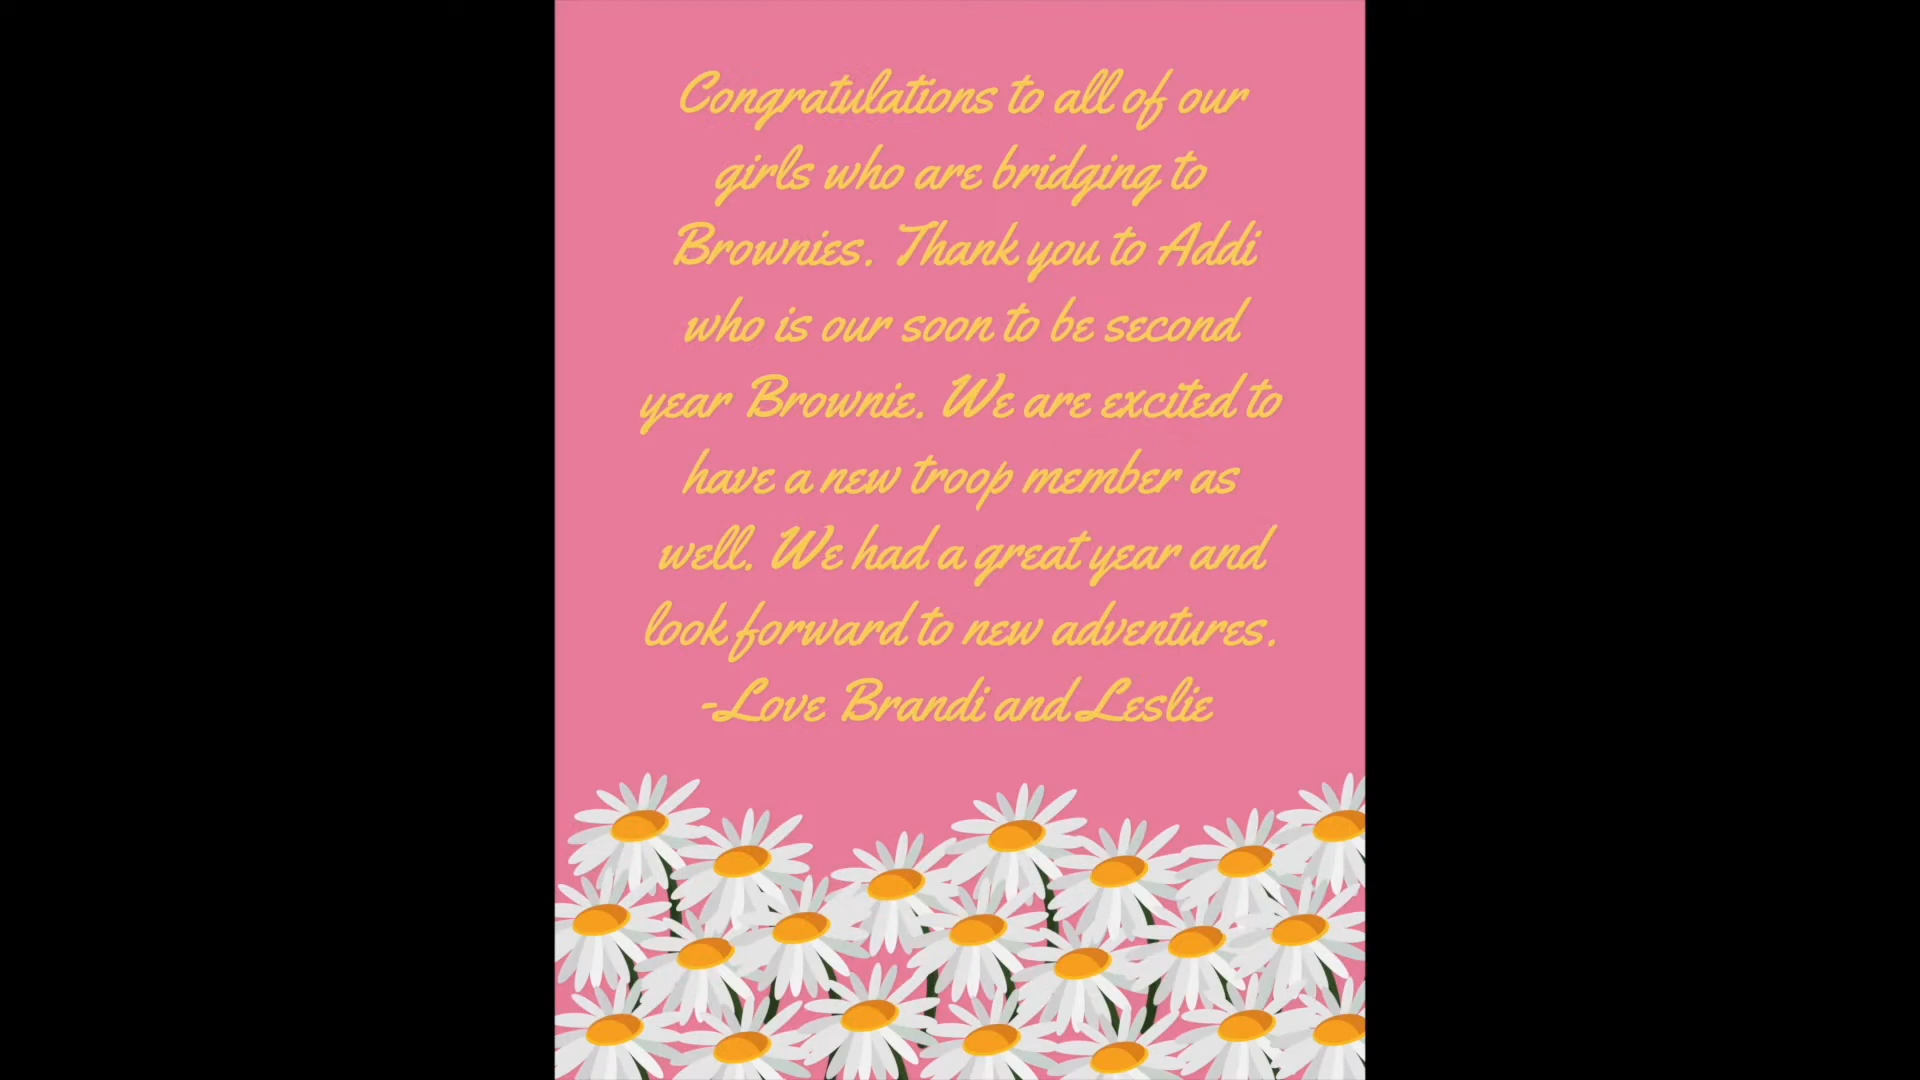 Congratulations to all of our
girls who are bridging to
Brownies. Thank you to Addi
who is our soon to be second
year Brownie. We are excited to
have a new troop member as
well. We had a great year and
look forward to new adventures.
-Love Brandi and Leslie